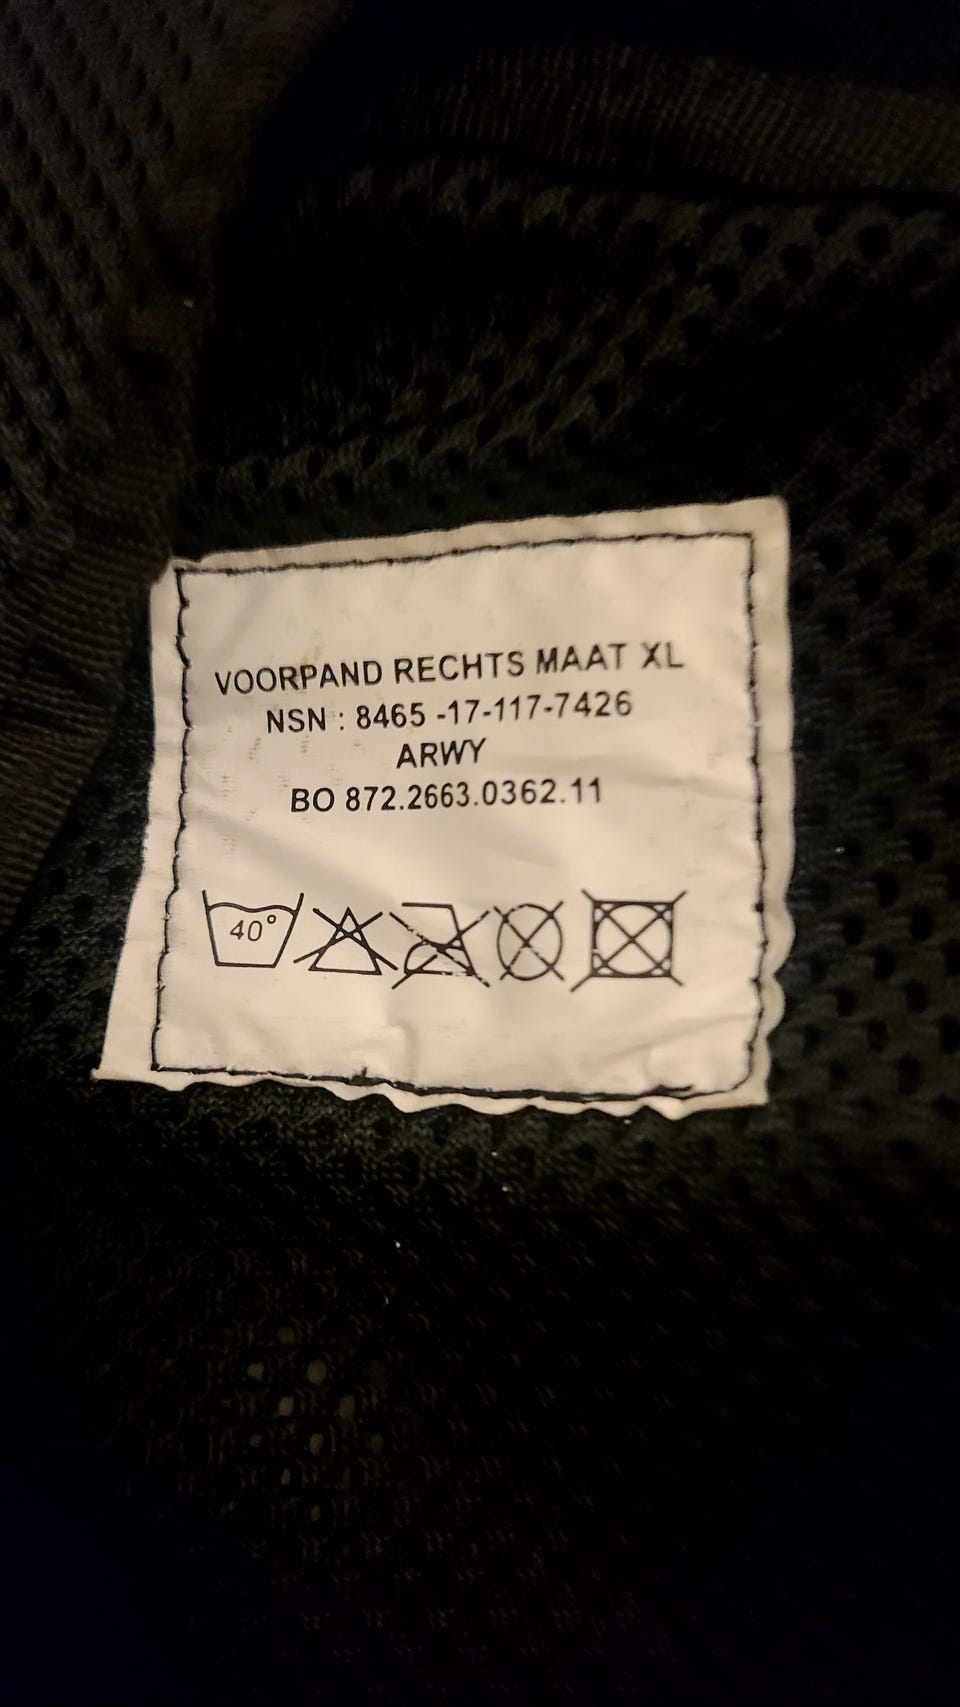 VOORPAND RECHTS MAAT XL
NSN : 8465 -17-117-7426
ARWY
BO 872.2663.0362.11
40°